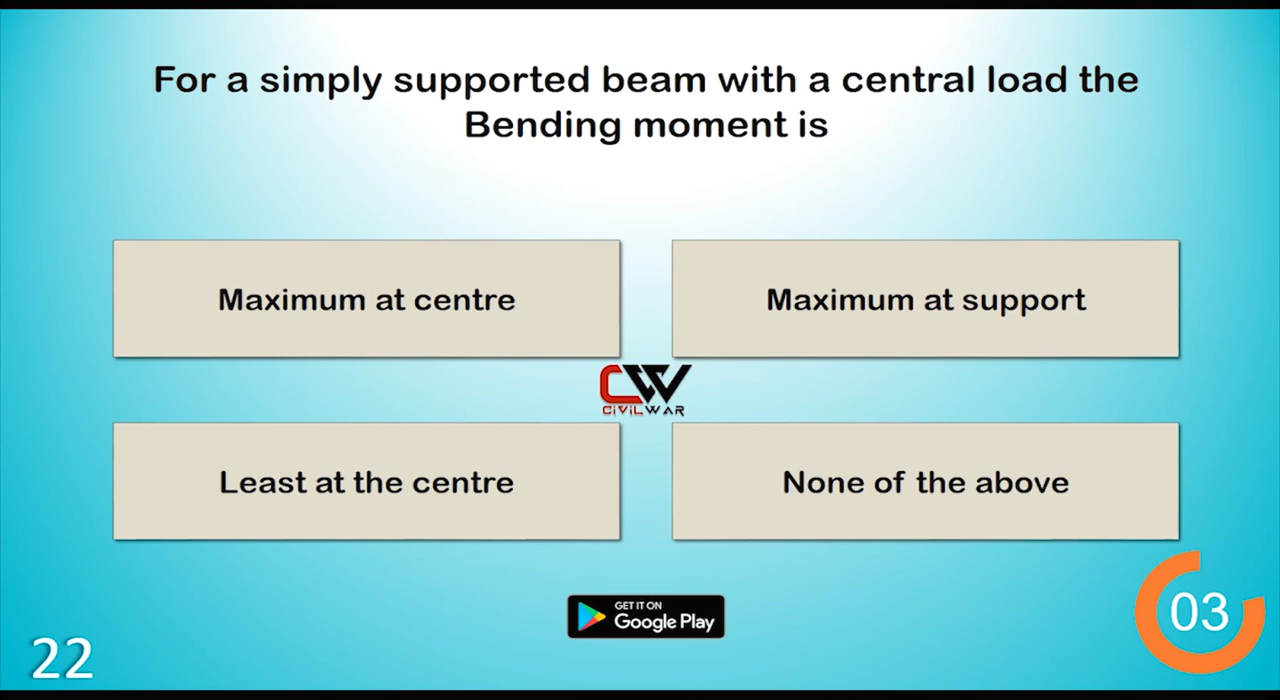 For a simply supported beam with a central load the
Bending moment is
Maximum at centre
Maximum at support
CW
CIVILWAR
Least at the centre
None of the above
GET IT ON
Google Play
03
22